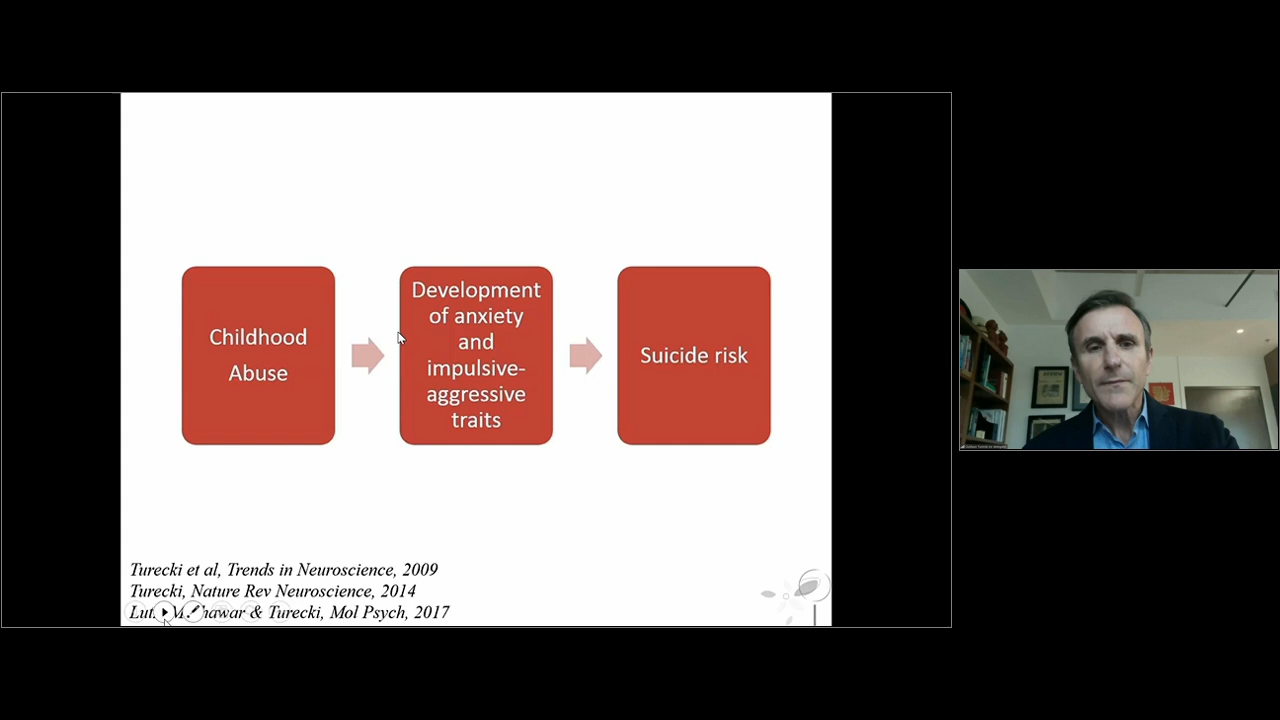 Childhood
Abuse
Development
of anxiety
and
impulsive-
aggressive
traits
Suicide risk
Turecki et al, Trends in Neuroscience, 2009
Turecki, Nature Rev Neuroscience, 2014
& Turecki, Mol Psych, 2017